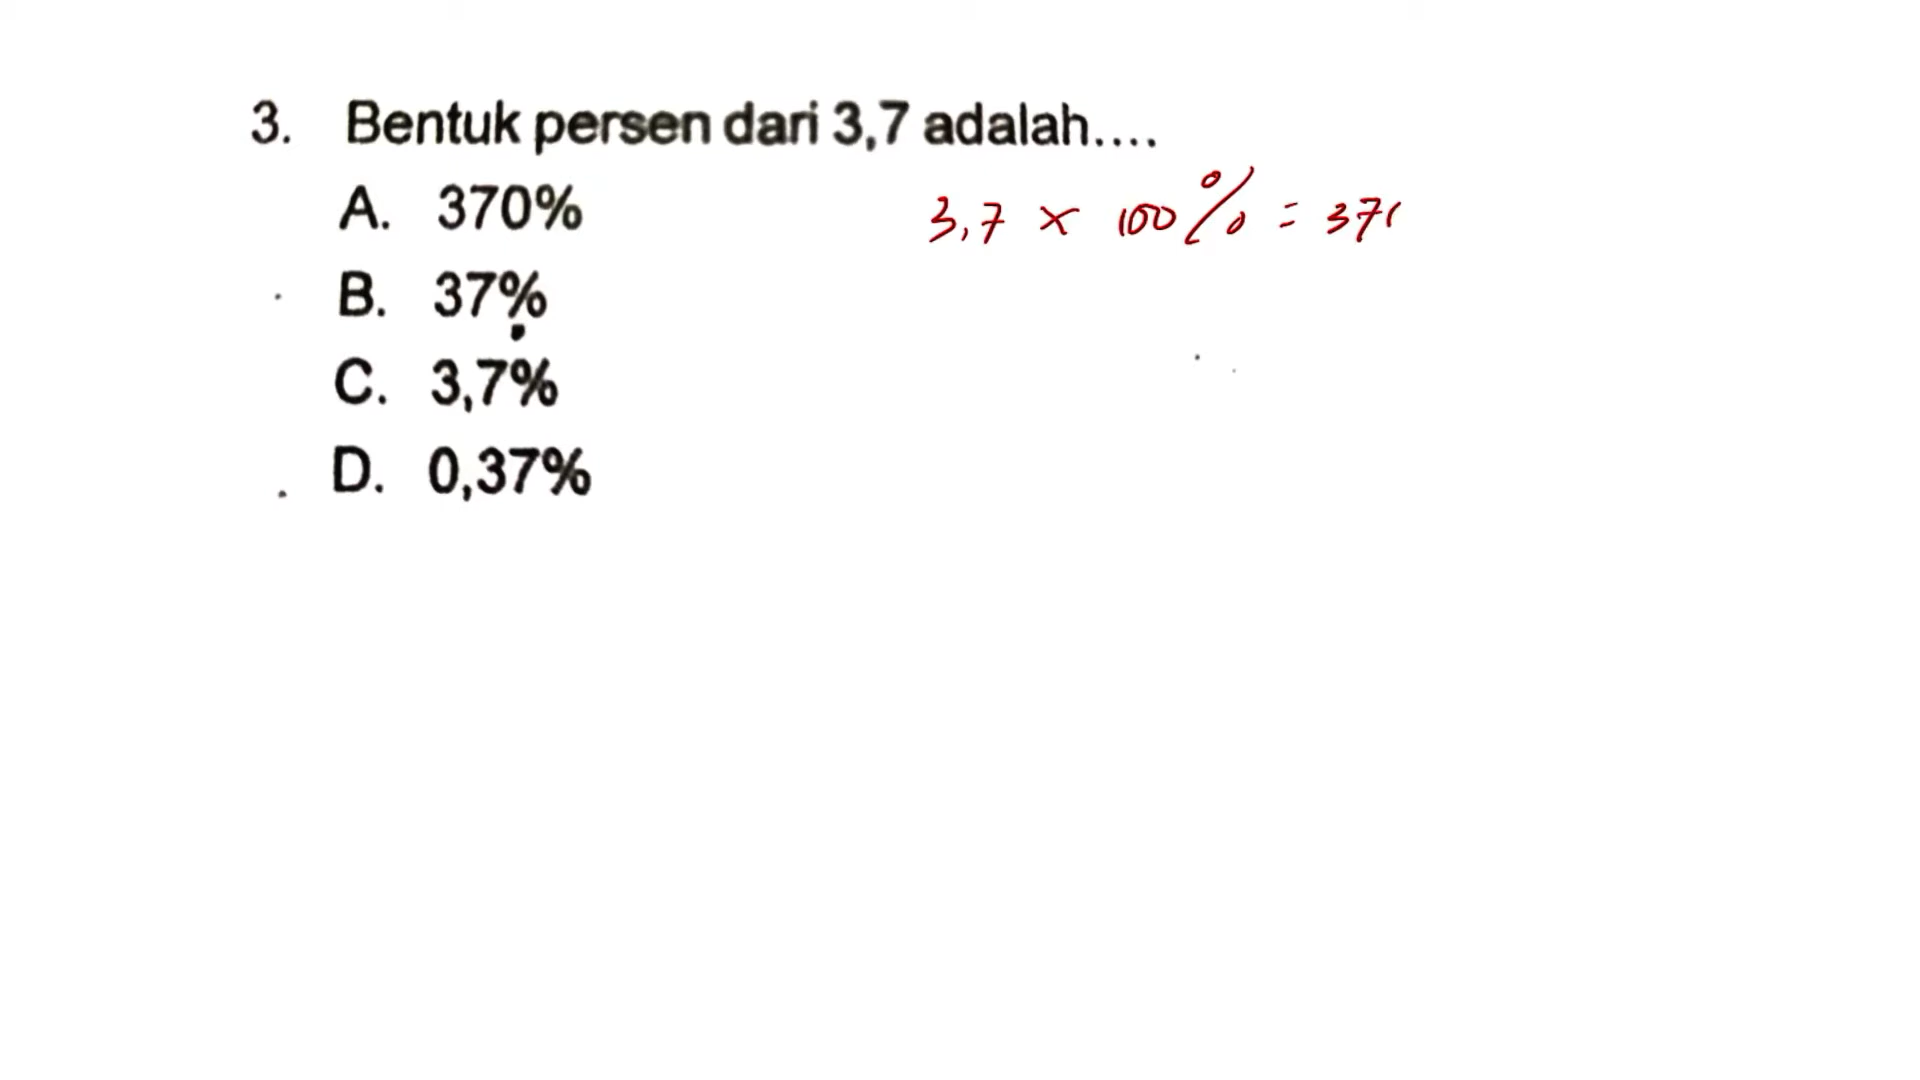 3. Bentuk persen dari 3,7 adalah....
A. 370%
3,7 × 100% = 37
B. 37%
C. 3,7%
D. 0,37%